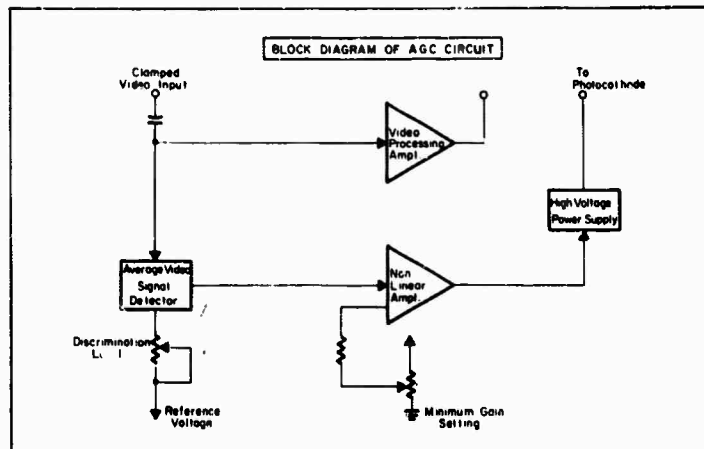 BLOCK DIAGRAM OF AGC CIRCUIT
Clamped
Video Input
To
Photocathode
Video
Processing
Ampl.
High Voltage
Power Supply
Average Video
Signal
Detector
Non
Linear
Ampl.
Discrimination
Reference
Voltage
Minimum Gain
Setting